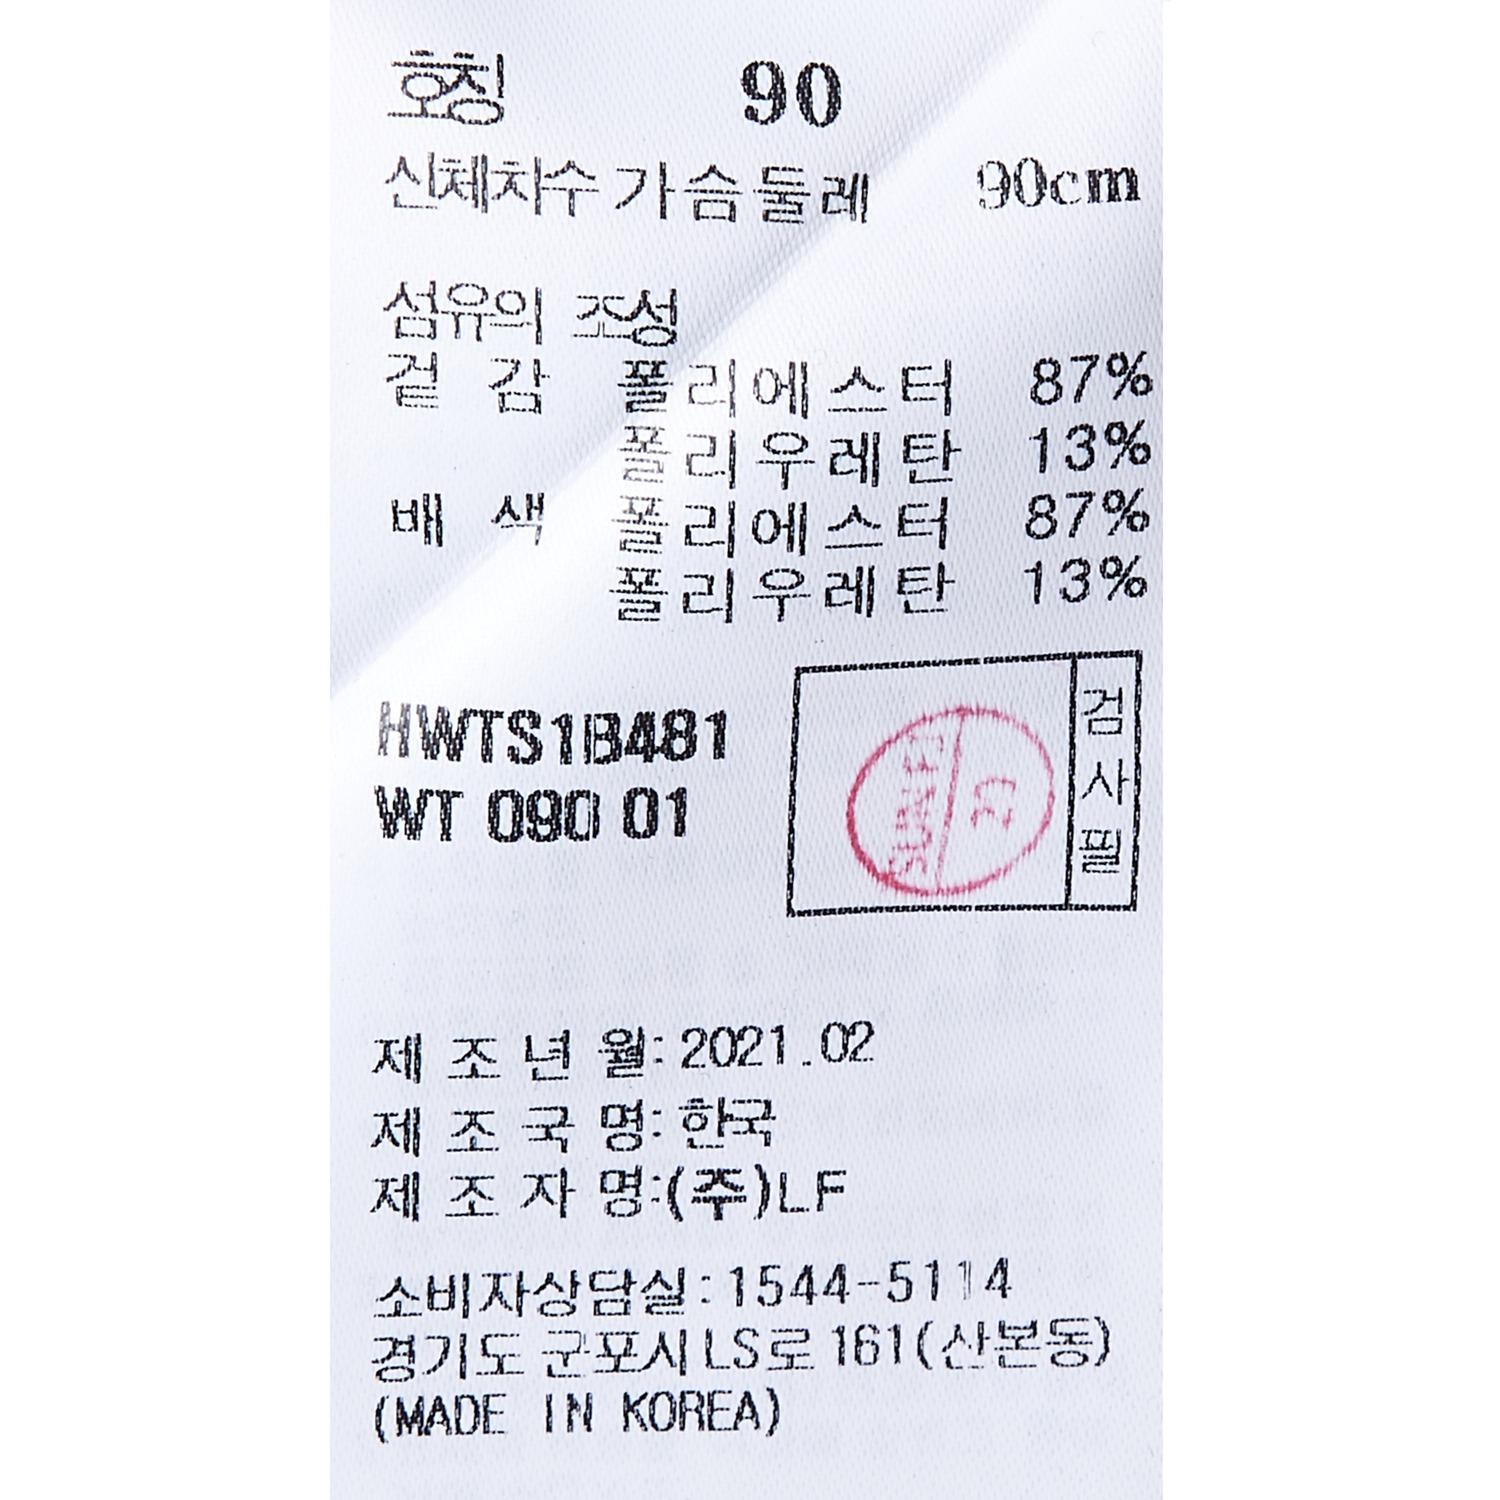 호칭 90
신체치수 가슴둘레 90cm
섬유의 조성
겉감 폴리에스터 87%
폴리우레탄 13%
배색 폴리에스터 87%
폴리우레탄 13%
HWTS1B481
WT 090 01
검사필
제조년월: 2021.02
제조국명: 한국
제조자명:(주)LF
소비자상담실:1544-5114
경기도 군포시 LS로 161(산본동)
(MADE IN KOREA)